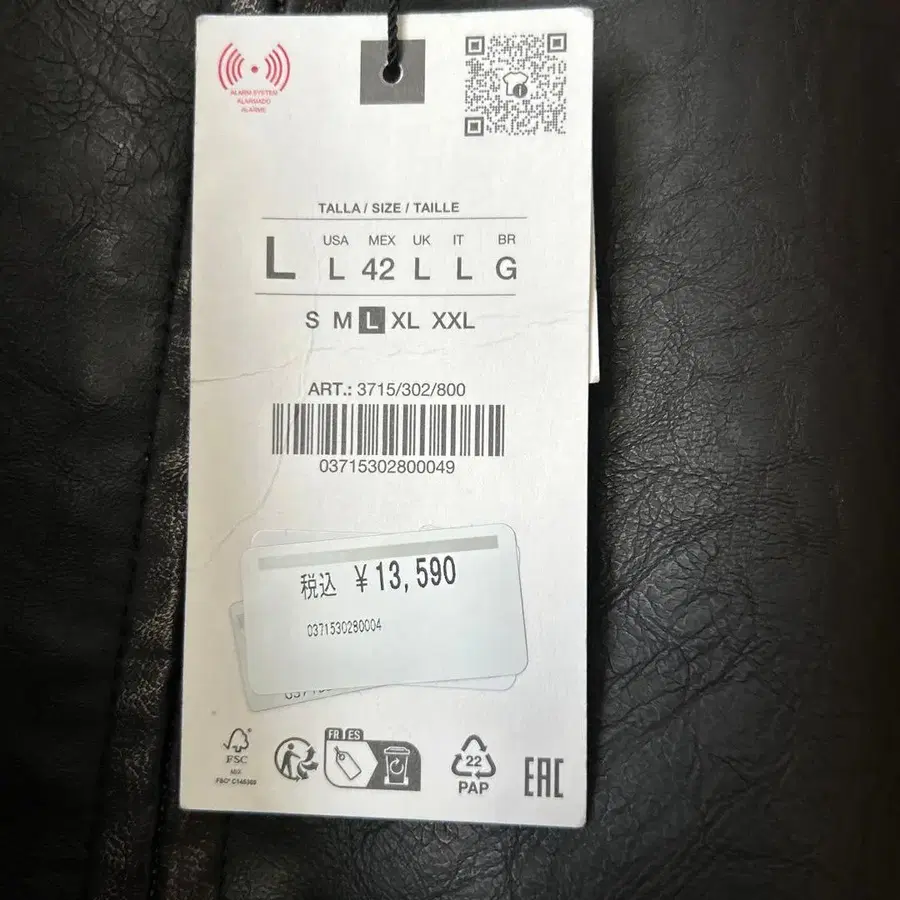 ALARM SYSTEM
ALARMADO
ALARME
TALLA / SIZE / TAILLE
USA MEX UK IT BR
L L 42 L L G
S M L XL XXL
ART.: 3715/302/800
03715302800049
税込 ¥13,590
0371530280004
FR ES
FSC
MIX
22
PAP
EAC